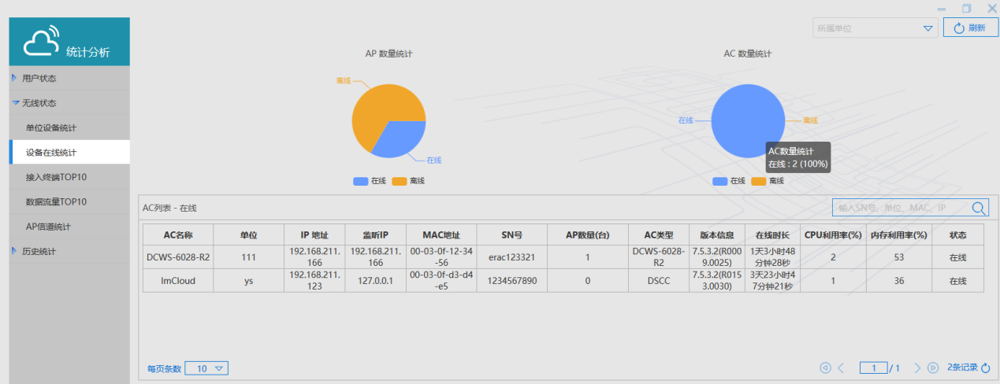 所属单位
刷新
统计分析
用户状态
无线状态
单位设备统计
设备在线统计
接入终端TOP10
数据流量TOP10
AP信道统计
历史统计
AP 数量统计
离线
在线
在线 离线
AC 数量统计
在线
离线
AC数量统计
在线 : 2 (100%)
在线 离线
AC列表 - 在线
输入SN号、单位、MAC、IP
AC名称 单位 IP 地址 监听IP MAC地址 SN号 AP数量(台) AC类型 版本信息 在线时长 CPU利用率(%) 内存利用率(%) 状态
DCWS-6028-R2 111 192.168.211.166 192.168.211.166 00-03-0f-12-34-56 erac123321 1 DCWS-6028-R2 7.5.3.2(R0009.0025) 1天3小时48分钟28秒 2 53 在线
ImCloud ys 192.168.211.123 127.0.0.1 00-03-0f-d3-d4-e5 1234567890 0 DSCC 7.5.3.2(R0153.0030) 3天23小时47分钟21秒 1 36 在线
每页条数 10
1 / 1
2条记录